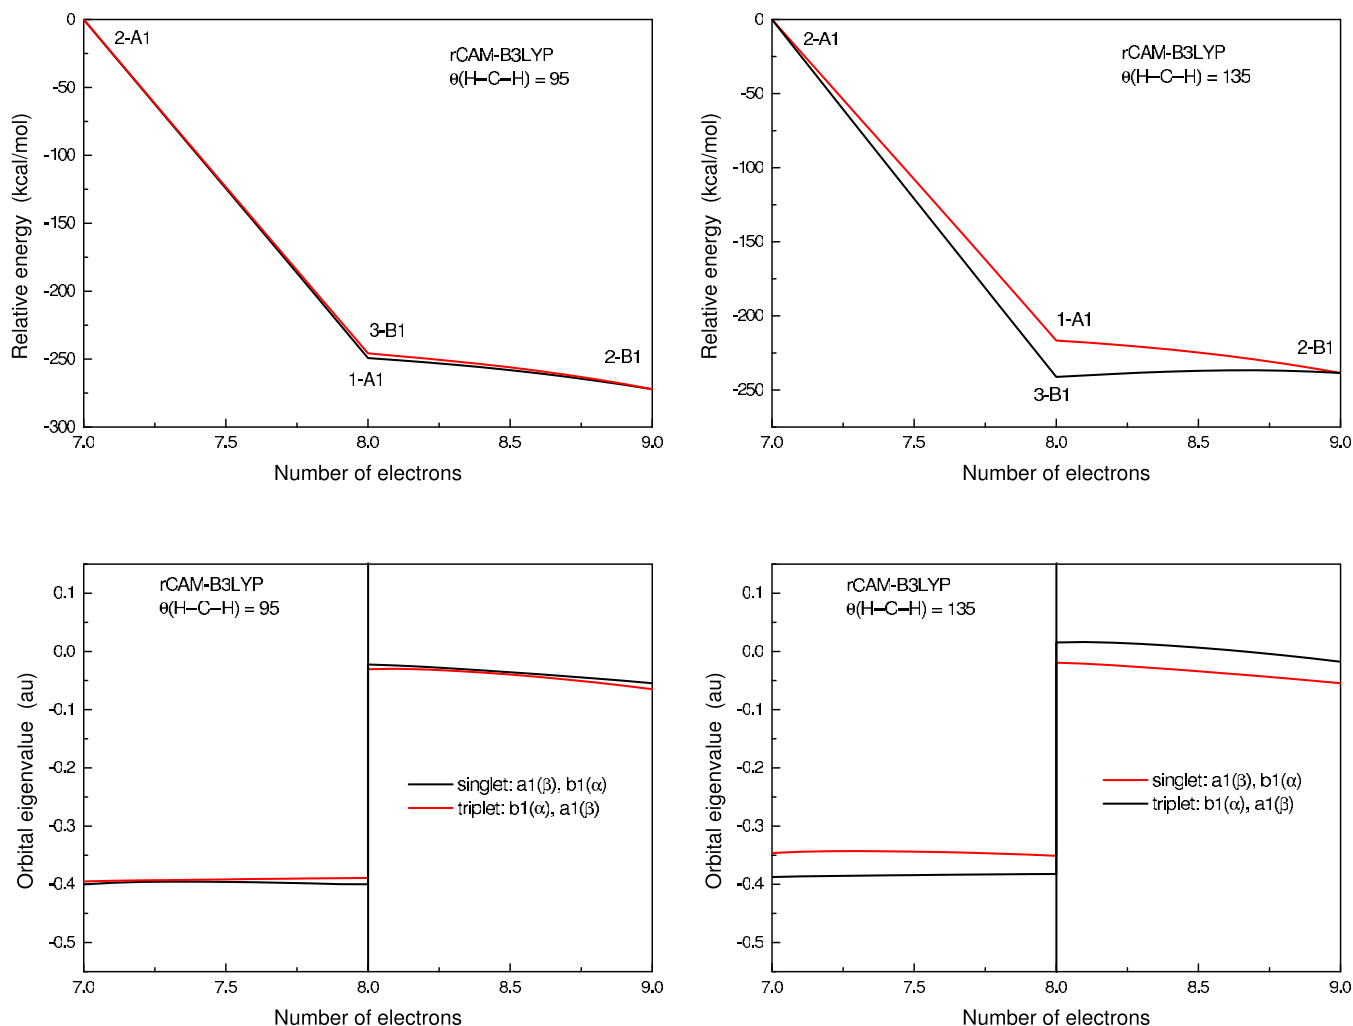 0
-50
-100
-150
-200
-250
-300
7.0
7.5
8.0
8.5
9.0
Relative energy (kcal/mol)
Number of electrons
2-A1
rCAM-B3LYP
θ(H–C–H) = 95
3-B1
1-A1
2-B1
0
-50
-100
-150
-200
-250
7.0
7.5
8.0
8.5
9.0
Relative energy (kcal/mol)
Number of electrons
2-A1
rCAM-B3LYP
θ(H–C–H) = 135
1-A1
2-B1
3-B1
0.1
0.0
-0.1
-0.2
-0.3
-0.4
-0.5
7.0
7.5
8.0
8.5
9.0
Orbital eigenvalue (au)
Number of electrons
rCAM-B3LYP
θ(H–C–H) = 95
singlet: a1(β), b1(α)
triplet: b1(α), a1(β)
0.1
0.0
-0.1
-0.2
-0.3
-0.4
-0.5
7.0
7.5
8.0
8.5
9.0
Orbital eigenvalue (au)
Number of electrons
rCAM-B3LYP
θ(H–C–H) = 135
singlet: a1(β), b1(α)
triplet: b1(α), a1(β)